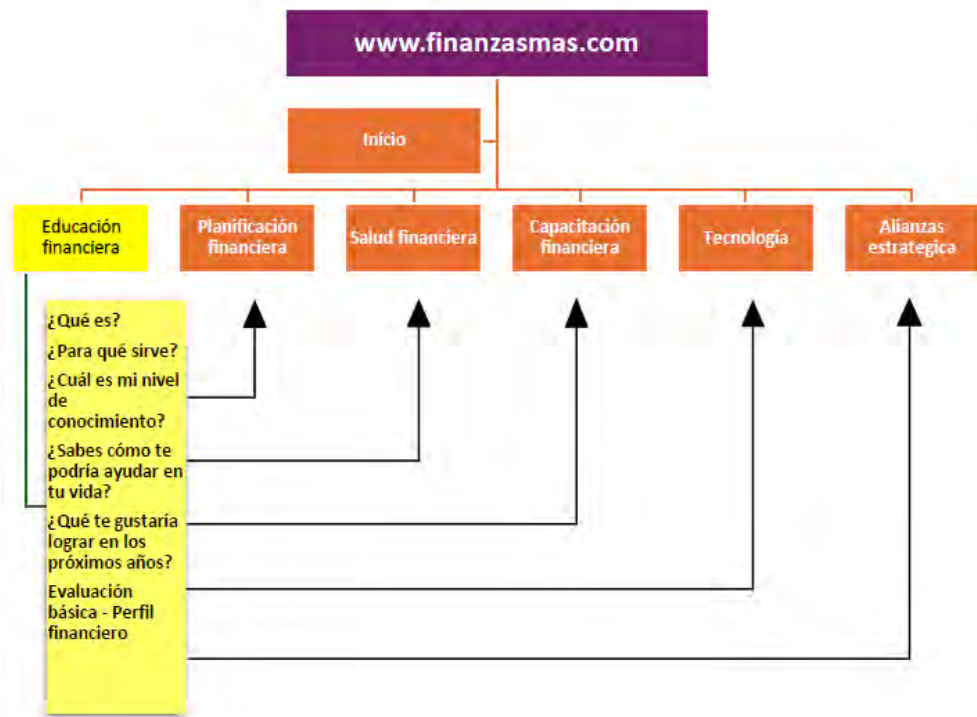 www.finanzasmas.com
Inicio
Educación
financiera
Planificación
financiera
Salud financiera
Capacitación
financiera
Tecnología
Alianzas
estrategica
¿Qué es?
¿Para qué sirve?
¿Cuál es mi nivel
de
conocimiento?
¿Sabes cómo te
podría ayudar en
tu vida?
¿Qué te gustaría
lograr en los
próximos años?
Evaluación
básica - Perfil
financiero